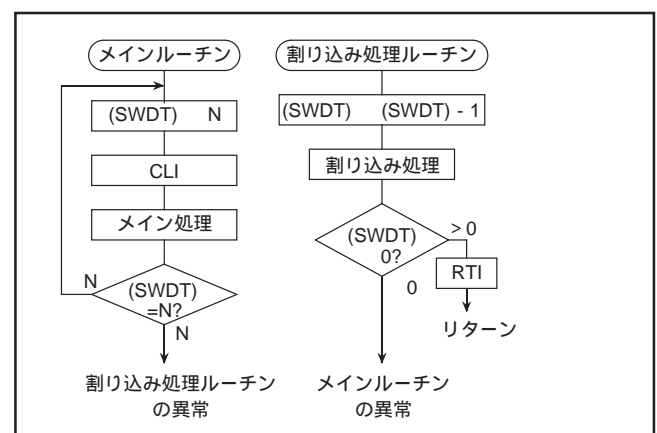 メインルーチン
(SWDT) N
CLI
メイン処理
N
(SWDT)
=N?
N
割り込み処理ルーチン
の異常
割り込み処理ルーチン
(SWDT) (SWDT) - 1
割り込み処理
(SWDT)
0?
> 0
RTI
リターン
0
メインルーチン
の異常